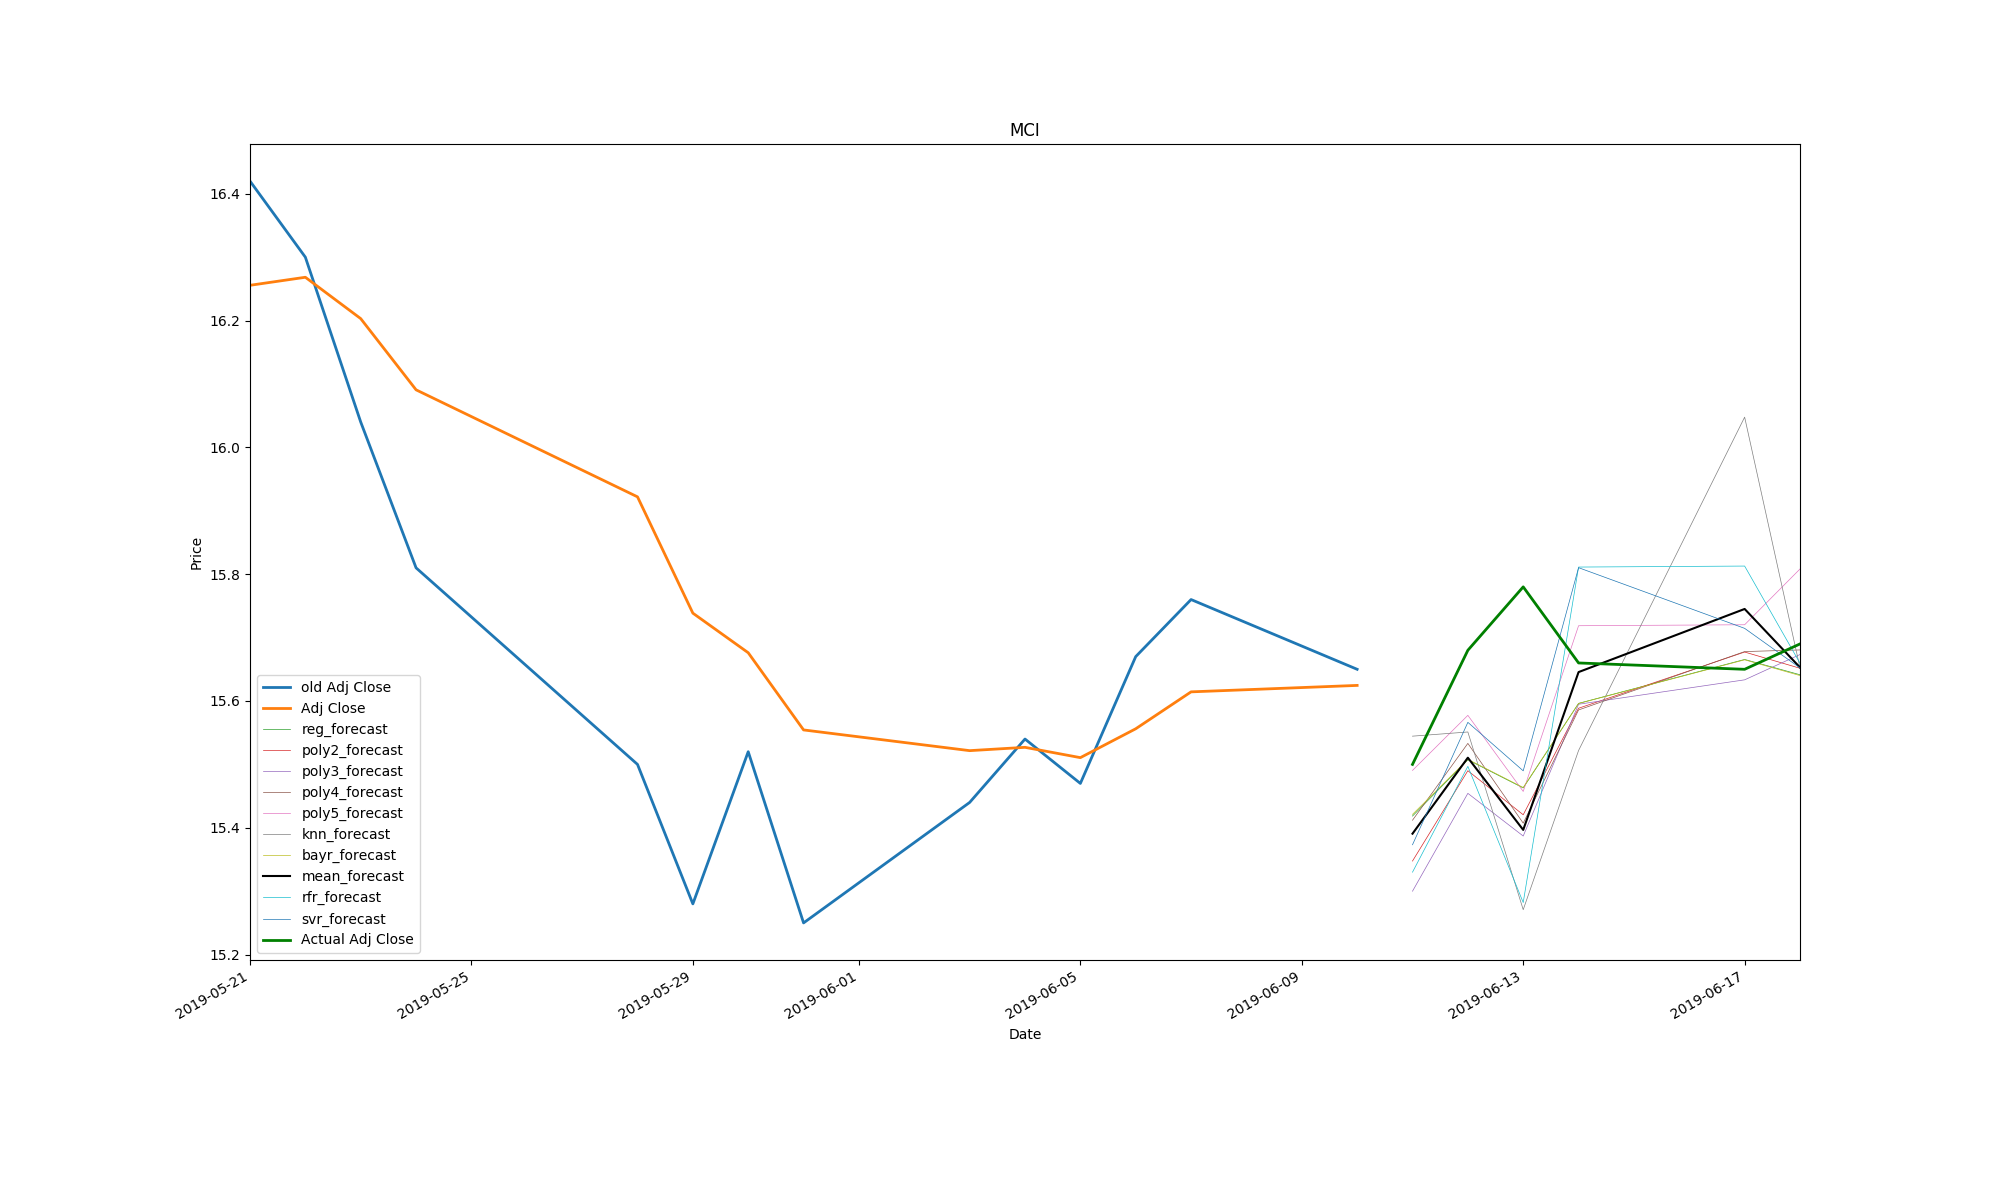 MCI
16.4
16.2
16.0
15.8
15.6
15.4
15.2
Price
old Adj Close
Adj Close
reg_forecast
poly2_forecast
poly3_forecast
poly4_forecast
poly5_forecast
knn_forecast
bayr_forecast
mean_forecast
rfr_forecast
svr_forecast
Actual Adj Close
2019-05-21
2019-05-25
2019-05-29
2019-06-01
2019-06-05
2019-06-09
2019-06-13
2019-06-17
Date